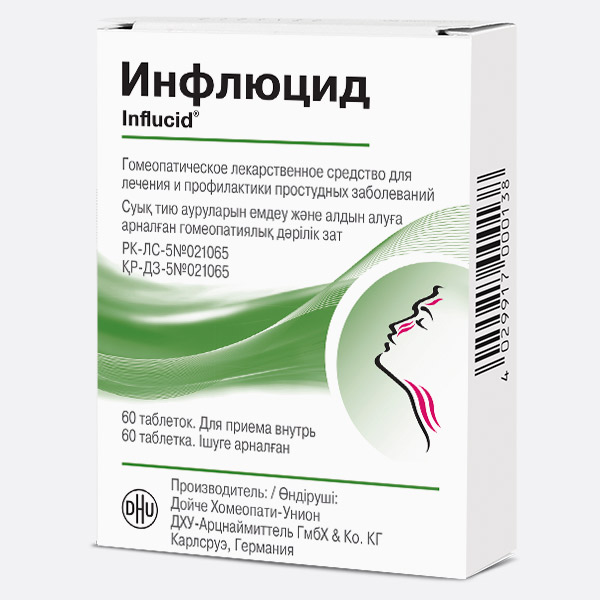 Инфлюцид
Influcid®
Гомеопатическое лекарственное средство для
лечения и профилактики простудных заболеваний
Суық тию ауруларын емдеу және алдын алуға
арналған гомеопатиялық дәрілік зат
РК-ЛС-5№021065
ҚР-ДЗ-5№021065
60 таблеток. Для приема внутрь
60 таблетка. Ішуге арналған
DHU
Производитель: / Өндіруші:
Дойче Хомеопати-Унион
ДХУ-Арцнаймиттель ГмбХ & Ко. КГ
Карлсруэ, Германия
4 029917 000138